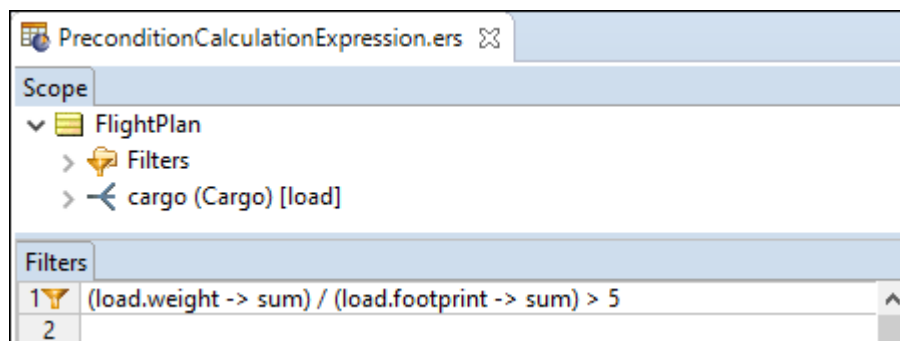 PreconditionCalculationExpression.ers
Scope
FlightPlan
Filters
cargo (Cargo) [load]
Filters
1 (load.weight -> sum) / (load.footprint -> sum) > 5
2